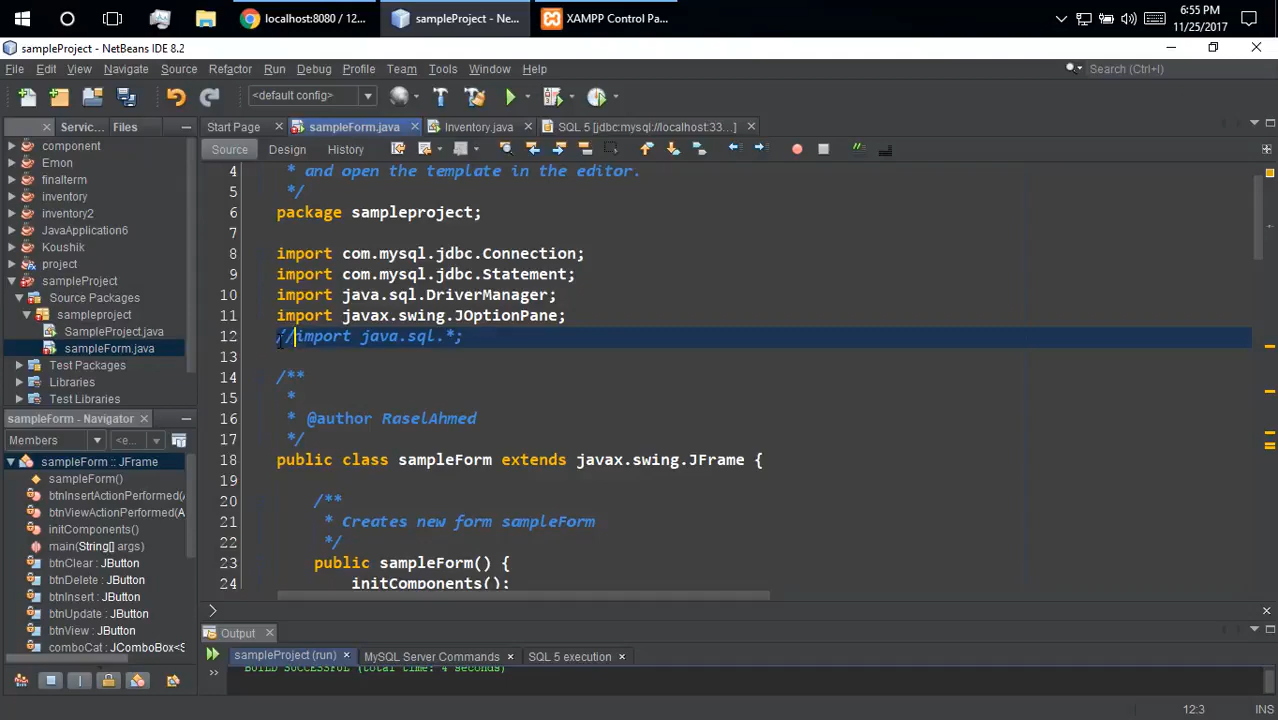 localhost:8080 / 12...
sampleProject - Ne...
XAMPP Control Pa...
6:55 PM
11/25/2017
sampleProject - NetBeans IDE 8.2
File Edit View Navigate Source Refactor Run Debug Profile Team Tools Window Help
Search (Ctrl+I)
<default config>
Servic... Files
Start Page
sampleForm.java
Inventory.java
SQL 5 [jdbc:mysql://localhost:33...]
Source Design History
component
Emon
finalterm
inventory
inventory2
JavaApplication6
Koushik
project
sampleProject
Source Packages
sampleproject
SampleProject.java
sampleForm.java
Test Packages
Libraries
Test Libraries
4 * and open the template in the editor.
5 */
6 package sampleproject;
7
8 import com.mysql.jdbc.Connection;
9 import com.mysql.jdbc.Statement;
10 import java.sql.DriverManager;
11 import javax.swing.JOptionPane;
12 //import java.sql.*;
13
14 /**
15 *
16 * @author RaselAhmed
17 */
18 public class sampleForm extends javax.swing.JFrame {
19
20 /**
21 * Creates new form sampleForm
22 */
23 public sampleForm() {
24 initComponents();
sampleForm - Navigator
Members
<e...
sampleForm :: JFrame
sampleForm()
btnInsertActionPerformed(A
btnViewActionPerformed(A
initComponents()
main(String[] args)
btnClear : JButton
btnDelete : JButton
btnInsert : JButton
btnUpdate : JButton
btnView : JButton
comboCat : JComboBox<S
Output
sampleProject (run)
MySQL Server Commands
SQL 5 execution
BUILD SUCCESSFUL (total time: 4 seconds)
12:3
INS